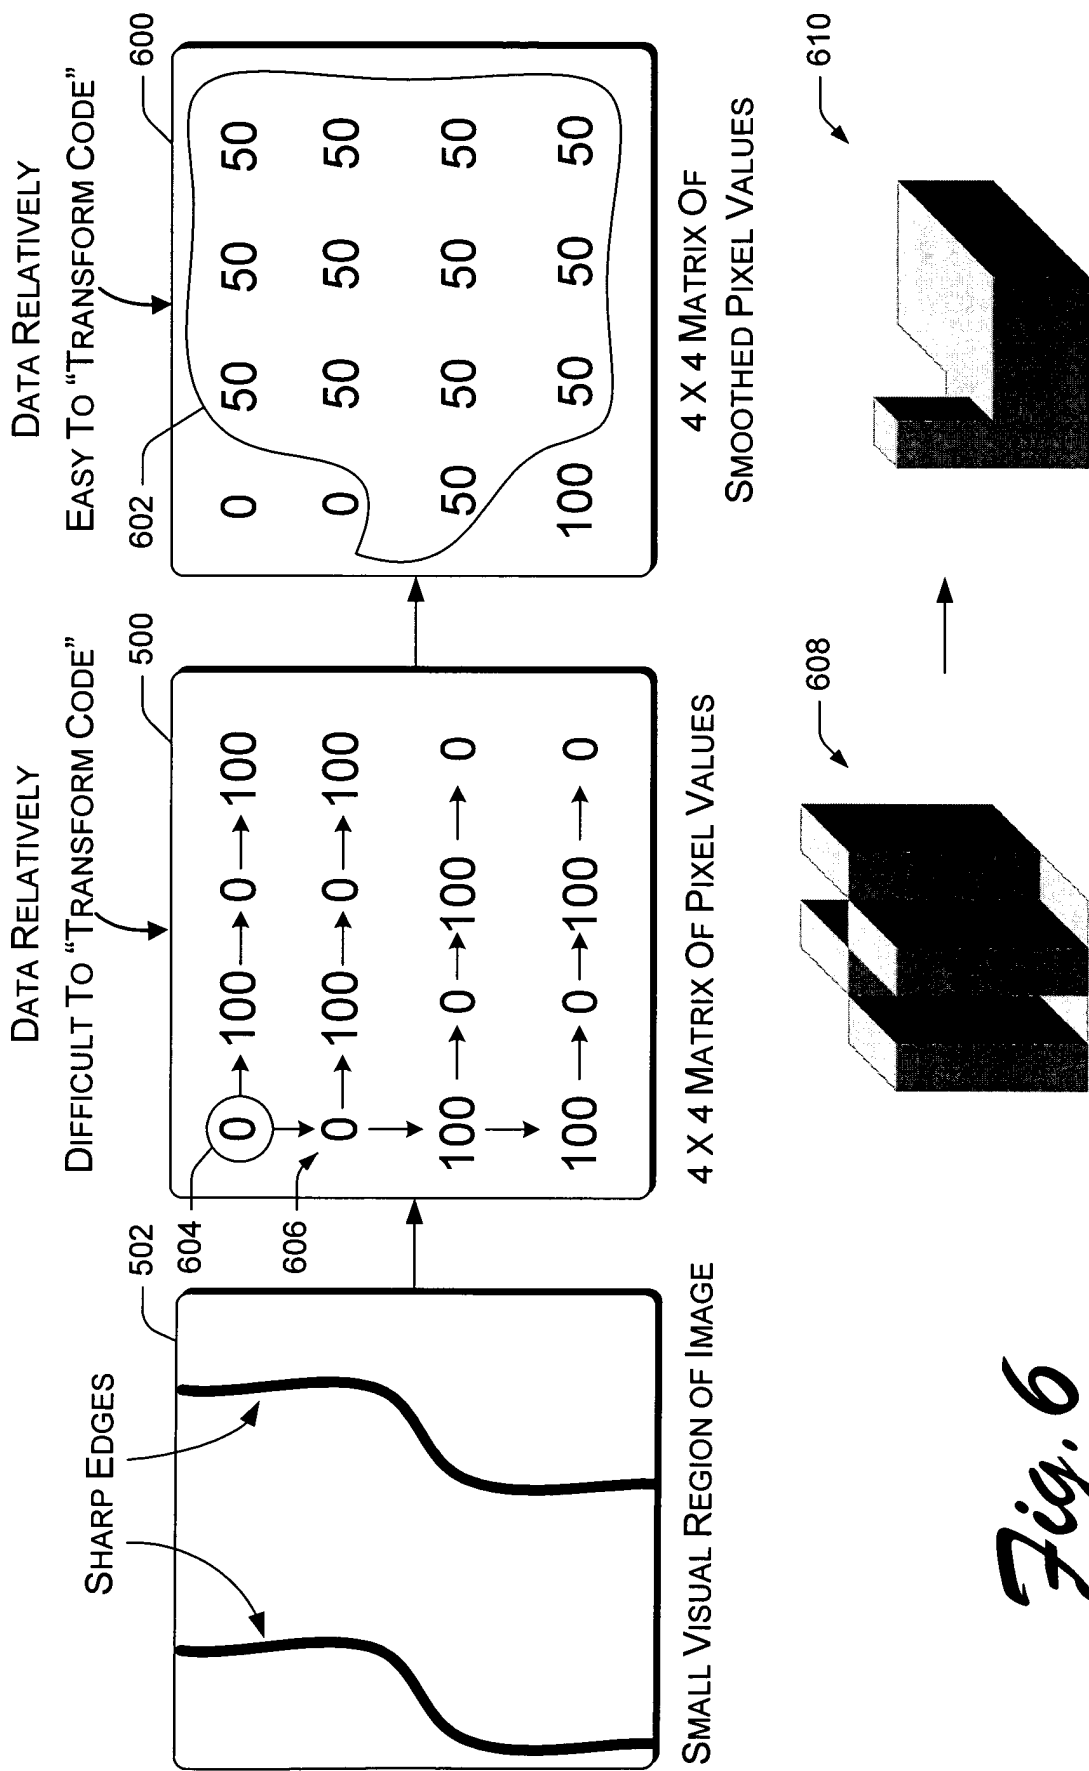 SHARP EDGES
502
SMALL VISUAL REGION OF IMAGE
DATA RELATIVELY
DIFFICULT TO “TRANSFORM CODE”
500
604
606
0 100 0 100
0 100 0 100
100 0 100 0
100 0 100 0
4 X 4 MATRIX OF PIXEL VALUES
DATA RELATIVELY
EASY TO “TRANSFORM CODE”
600
602
0 50 50 50
0 50 50 50
50 50 50 50
100 50 50 50
4 X 4 MATRIX OF
SMOOTHED PIXEL VALUES
608
610
Fig. 6